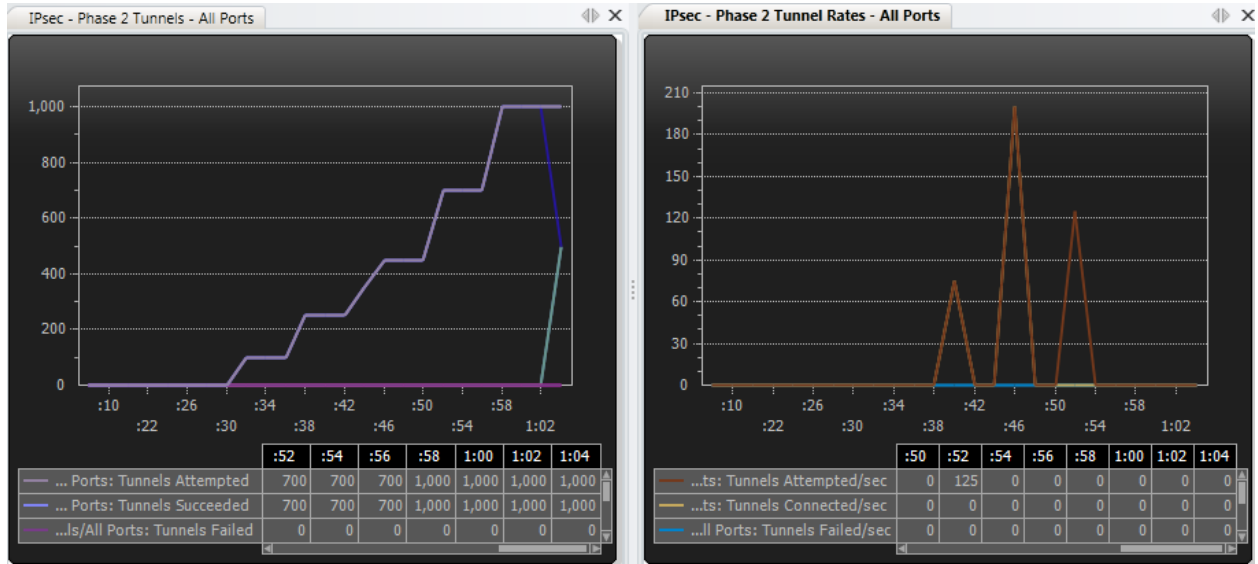 IPsec - Phase 2 Tunnels - All Ports
1,000
800
600
400
200
0
:10 :26 :34 :42 :50 :58
:22 :30 :38 :46 :54 1:02
:52 :54 :56 :58 1:00 1:02 1:04
... Ports: Tunnels Attempted 700 700 700 1,000 1,000 1,000 1,000
... Ports: Tunnels Succeeded 700 700 700 1,000 1,000 1,000 1,000
...ls/All Ports: Tunnels Failed 0 0 0 0 0 0 0
IPsec - Phase 2 Tunnel Rates - All Ports
210
180
150
120
90
60
30
0
:10 :26 :34 :42 :50 :58
:22 :30 :38 :46 :54 1:02
:50 :52 :54 :56 :58 1:00 1:02 1:04
...ts: Tunnels Attempted/sec 0 125 0 0 0 0 0 0
...ts: Tunnels Connected/sec 0 0 0 0 0 0 0 0
...ll Ports: Tunnels Failed/sec 0 0 0 0 0 0 0 0